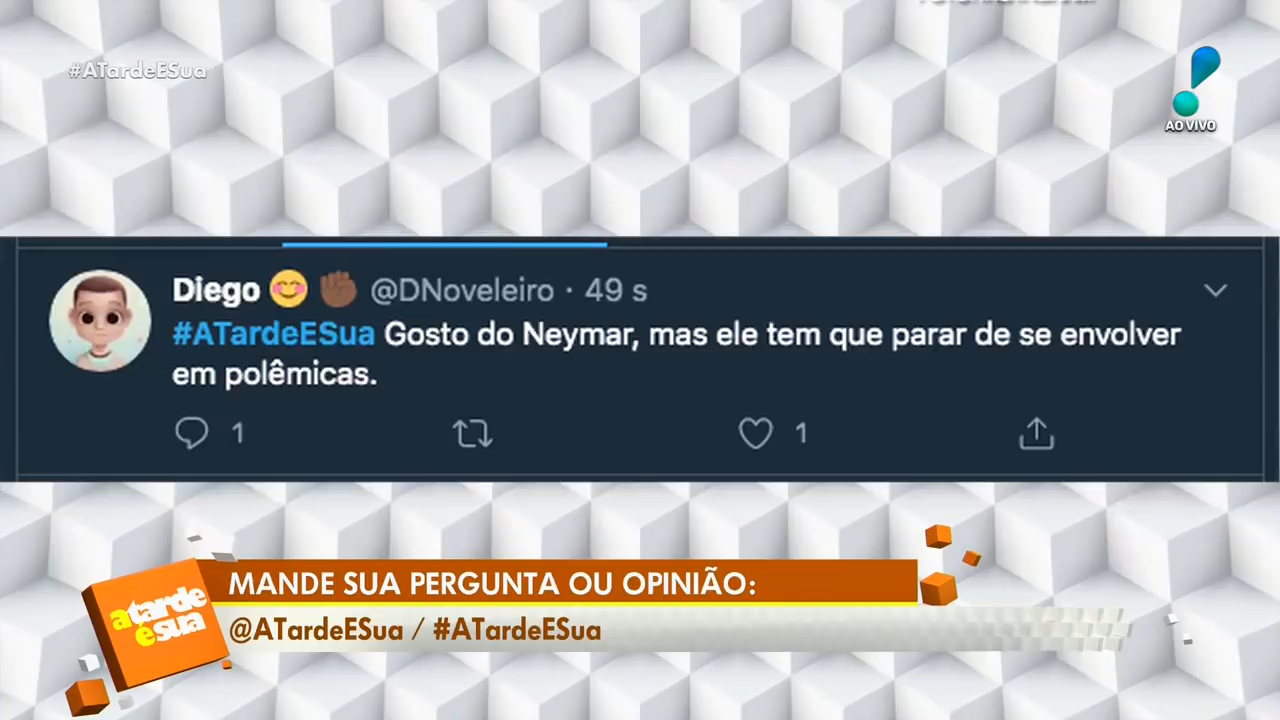 #ATardeESua
AO VIVO
Diego 😊 ✊🏾 @DNoveleiro · 49 s
#ATardeESua Gosto do Neymar, mas ele tem que parar de se envolver
em polêmicas.
1 1
MANDE SUA PERGUNTA OU OPINIÃO:
a tarde
é sua
@ATardeESua / #ATardeESua